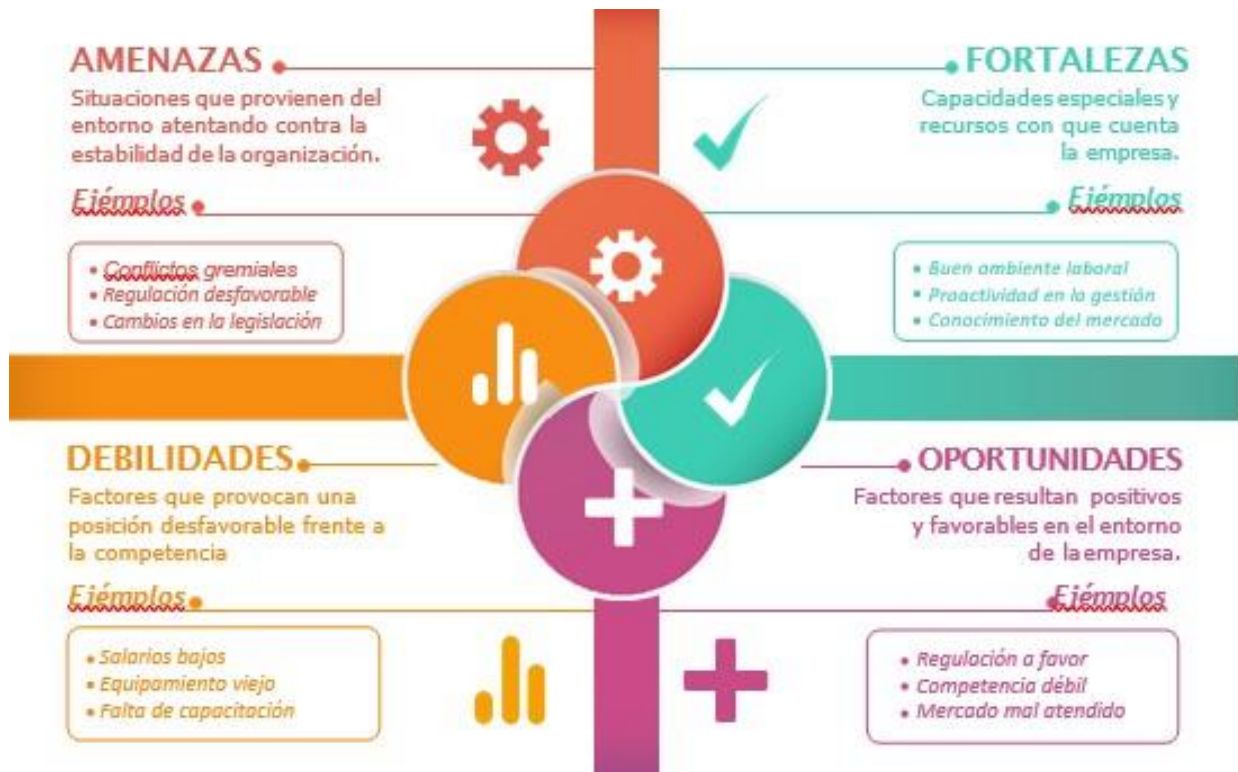 AMENAZAS
Situaciones que provienen del
entorno atentando contra la
estabilidad de la organización.
Ejémplos
• Conflictos gremiales
• Regulación desfavorable
• Cambios en la legislación
FORTALEZAS
Capacidades especiales y
recursos con que cuenta
la empresa.
Ejémplos
• Buen ambiente laboral
• Proactividad en la gestión
• Conocimiento del mercado
DEBILIDADES
Factores que provocan una
posición desfavorable frente a
la competencia
Ejémplos
• Salarios bajos
• Equipamiento viejo
• Falta de capacitación
OPORTUNIDADES
Factores que resultan positivos
y favorables en el entorno
de la empresa.
Ejémplos
• Regulación a favor
• Competencia débil
• Mercado mal atendido